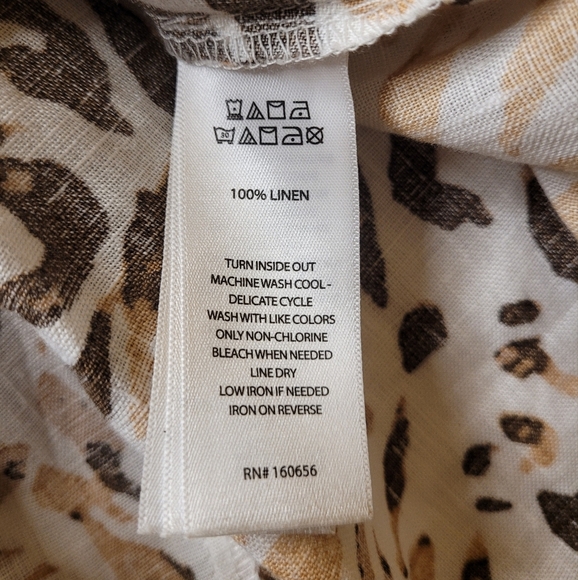 30
100% LINEN
TURN INSIDE OUT
MACHINE WASH COOL -
DELICATE CYCLE
WASH WITH LIKE COLORS
ONLY NON-CHLORINE
BLEACH WHEN NEEDED
LINE DRY
LOW IRON IF NEEDED
IRON ON REVERSE
RN# 160656